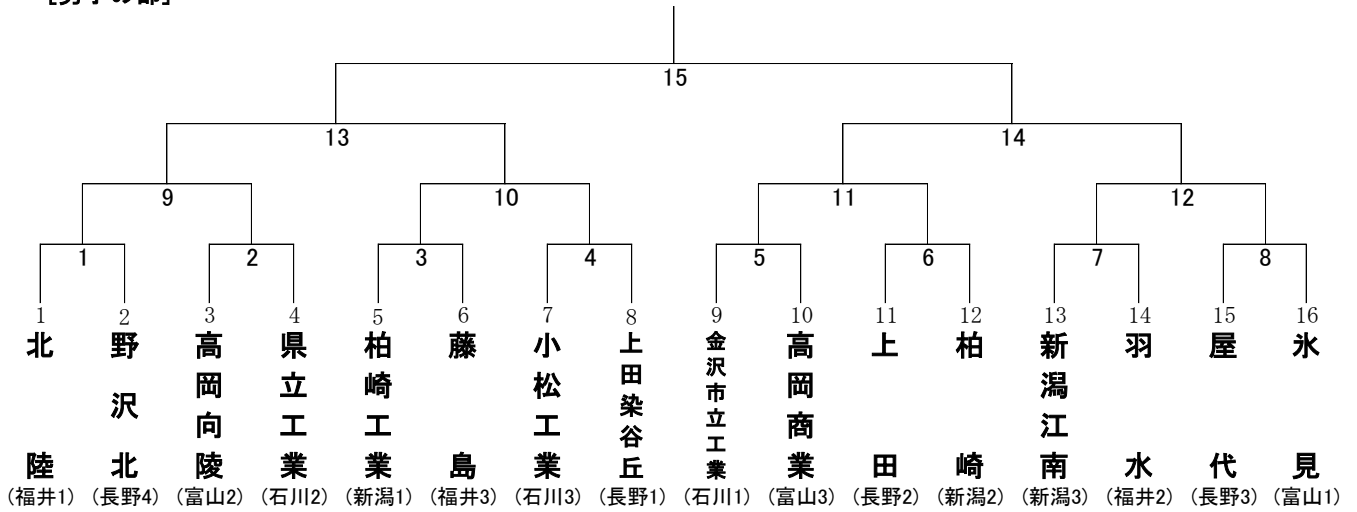 [男子の部]
15
13 14
9 10 11 12
1 2 3 4 5 6 7 8
1 2 3 4 5 6 7 8 9 10 11 12 13 14 15 16
北陸
野沢北
高岡向陵
県立工業
柏崎工業
藤島
小松工業
上田染谷丘
金沢市立工業
高岡商業
上田
柏崎
新潟江南
羽水
屋代
氷見
(福井1) (長野4) (富山2) (石川2) (新潟1) (福井3) (石川3) (長野1) (石川1) (富山3) (長野2) (新潟2) (新潟3) (福井2) (長野3) (富山1)